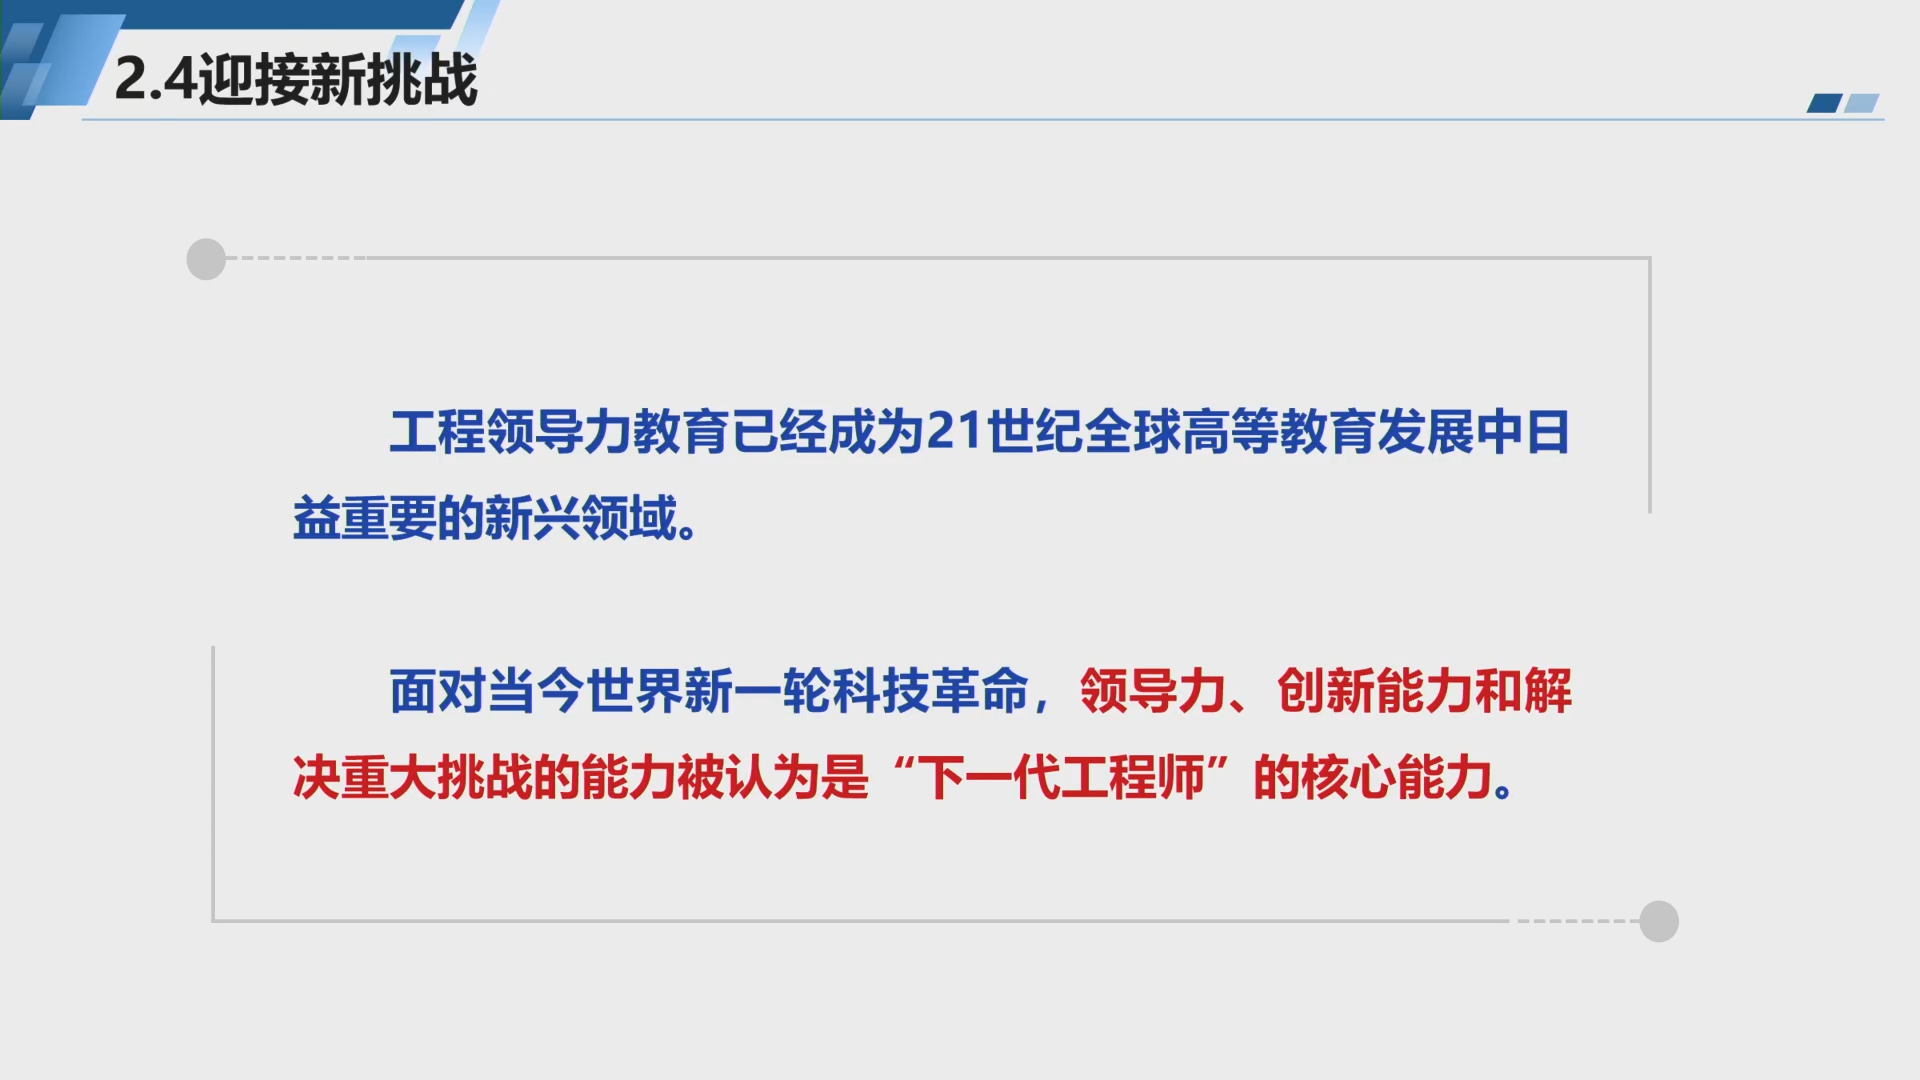 2.4迎接新挑战
工程领导力教育已经成为21世纪全球高等教育发展中日
益重要的新兴领域。
面对当今世界新一轮科技革命，领导力、创新能力和解
决重大挑战的能力被认为是“下一代工程师”的核心能力。